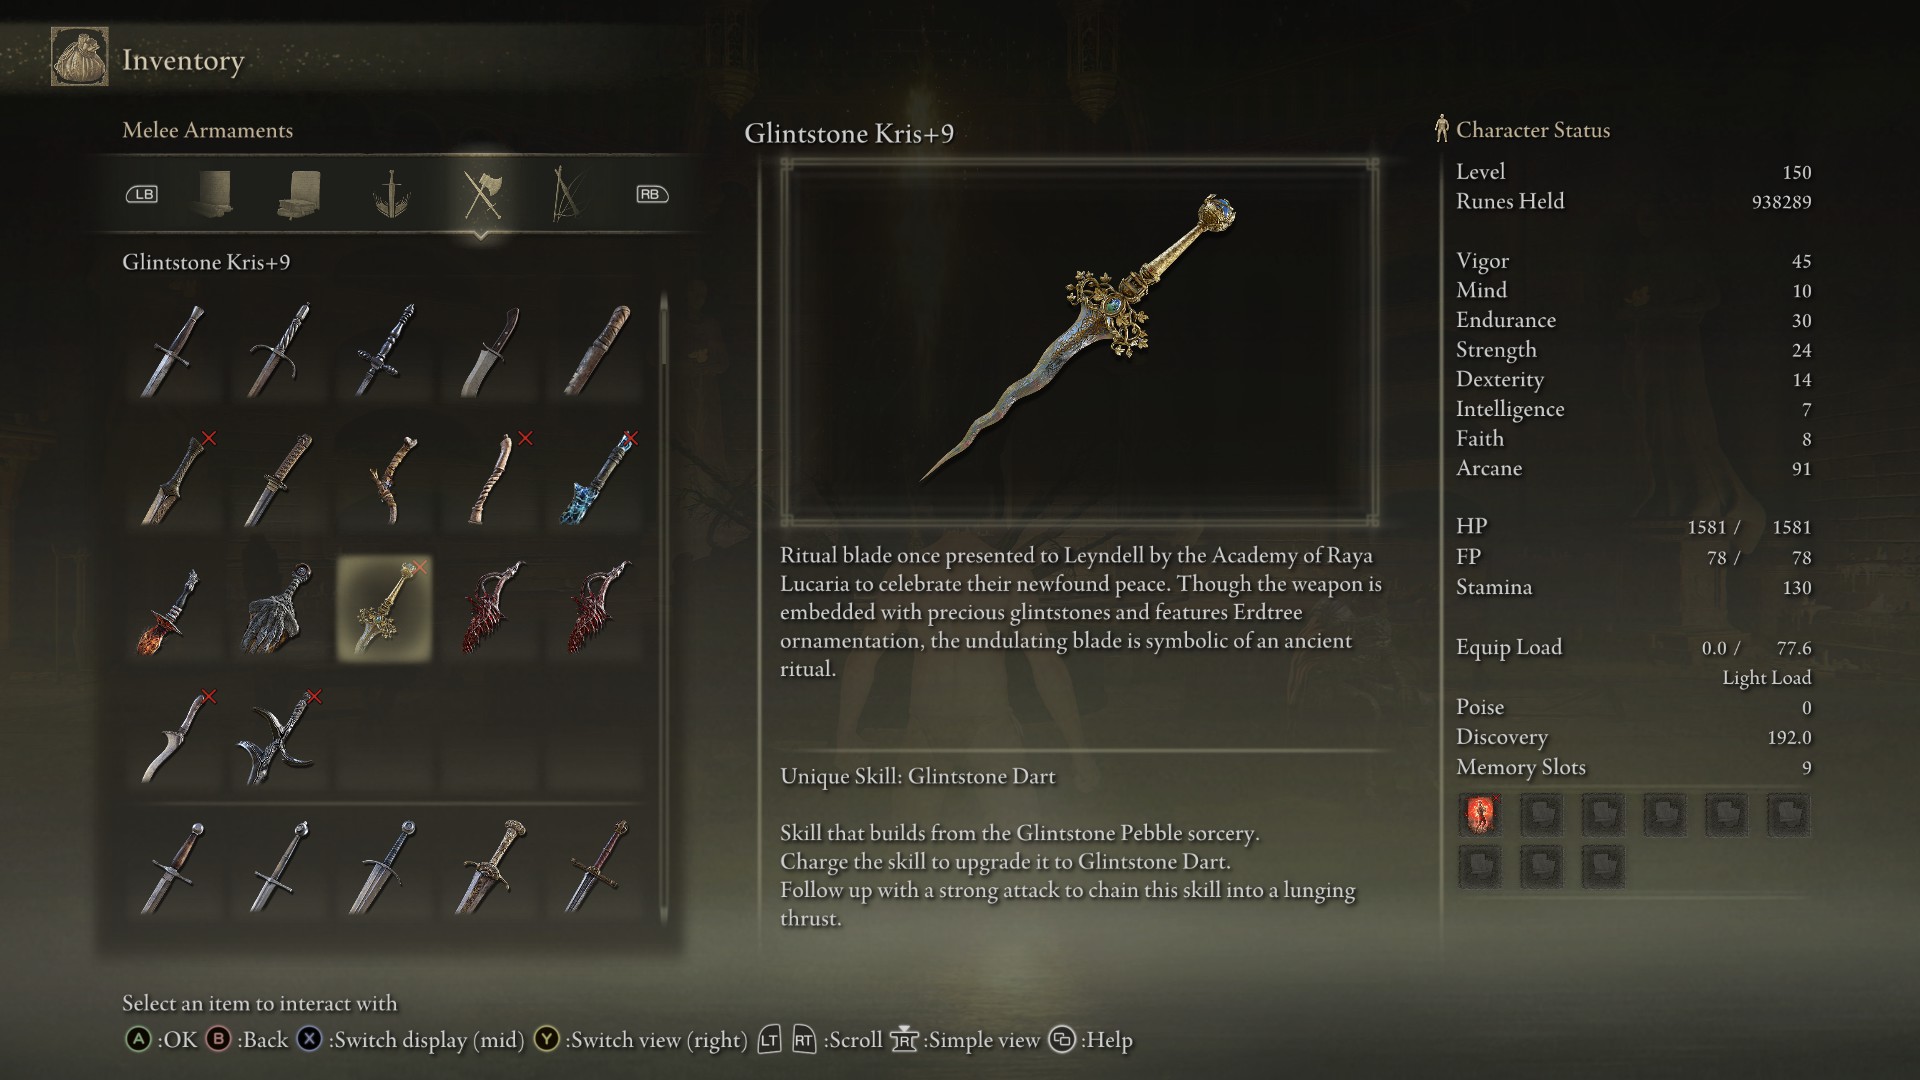 Inventory
Melee Armaments
LB
RB
Glintstone Kris+9
Glintstone Kris+9
Ritual blade once presented to Leyndell by the Academy of Raya
Lucaria to celebrate their newfound peace. Though the weapon is
embedded with precious glintstones and features Erdtree
ornamentation, the undulating blade is symbolic of an ancient
ritual.
Unique Skill: Glintstone Dart
Skill that builds from the Glintstone Pebble sorcery.
Charge the skill to upgrade it to Glintstone Dart.
Follow up with a strong attack to chain this skill into a lunging
thrust.
Character Status
Level 150
Runes Held 938289
Vigor 45
Mind 10
Endurance 30
Strength 24
Dexterity 14
Intelligence 7
Faith 8
Arcane 91
HP 1581 / 1581
FP 78 / 78
Stamina 130
Equip Load 0.0 / 77.6
Light Load
Poise 0
Discovery 192.0
Memory Slots 9
Select an item to interact with
A :OK B :Back X :Switch display (mid) Y :Switch view (right) LT RT :Scroll R :Simple view :Help